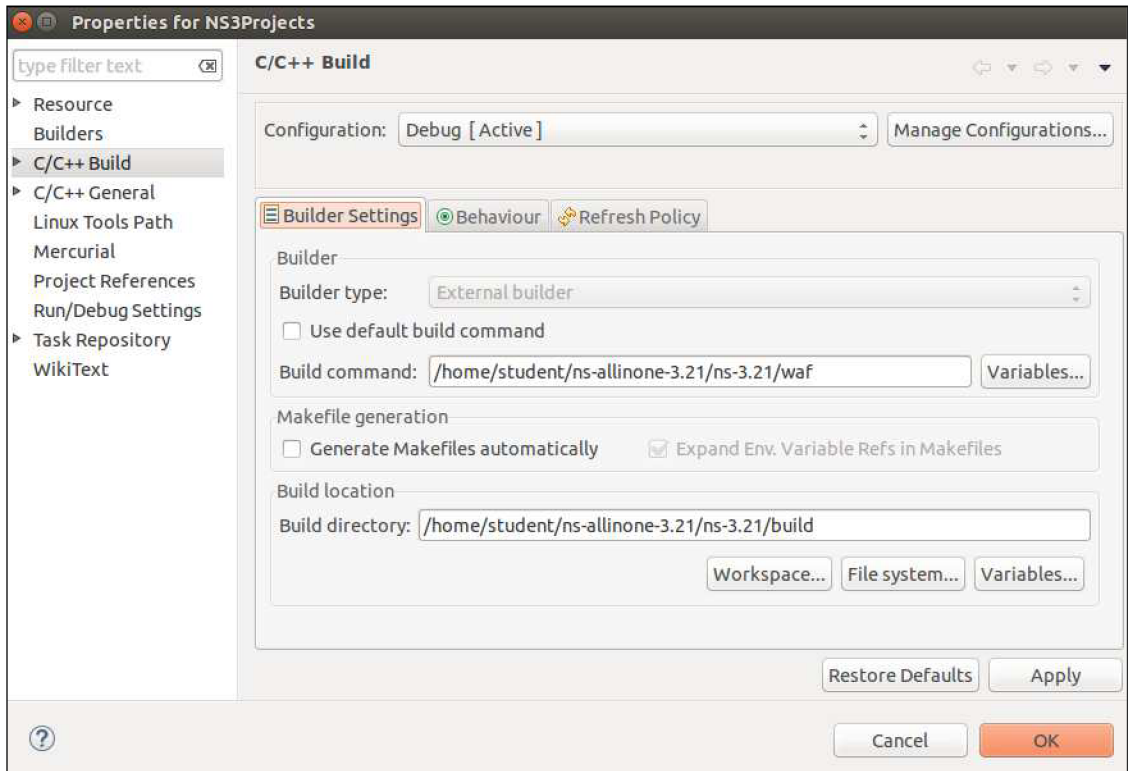 Properties for NS3Projects
type filter text
Resource
Builders
C/C++ Build
C/C++ General
Linux Tools Path
Mercurial
Project References
Run/Debug Settings
Task Repository
WikiText
C/C++ Build
Configuration: Debug [ Active ] Manage Configurations...
Builder Settings Behaviour Refresh Policy
Builder
Builder type: External builder
Use default build command
Build command: /home/student/ns-allinone-3.21/ns-3.21/waf Variables...
Makefile generation
Generate Makefiles automatically Expand Env. Variable Refs in Makefiles
Build location
Build directory: /home/student/ns-allinone-3.21/ns-3.21/build
Workspace... File system... Variables...
Restore Defaults Apply
? Cancel OK